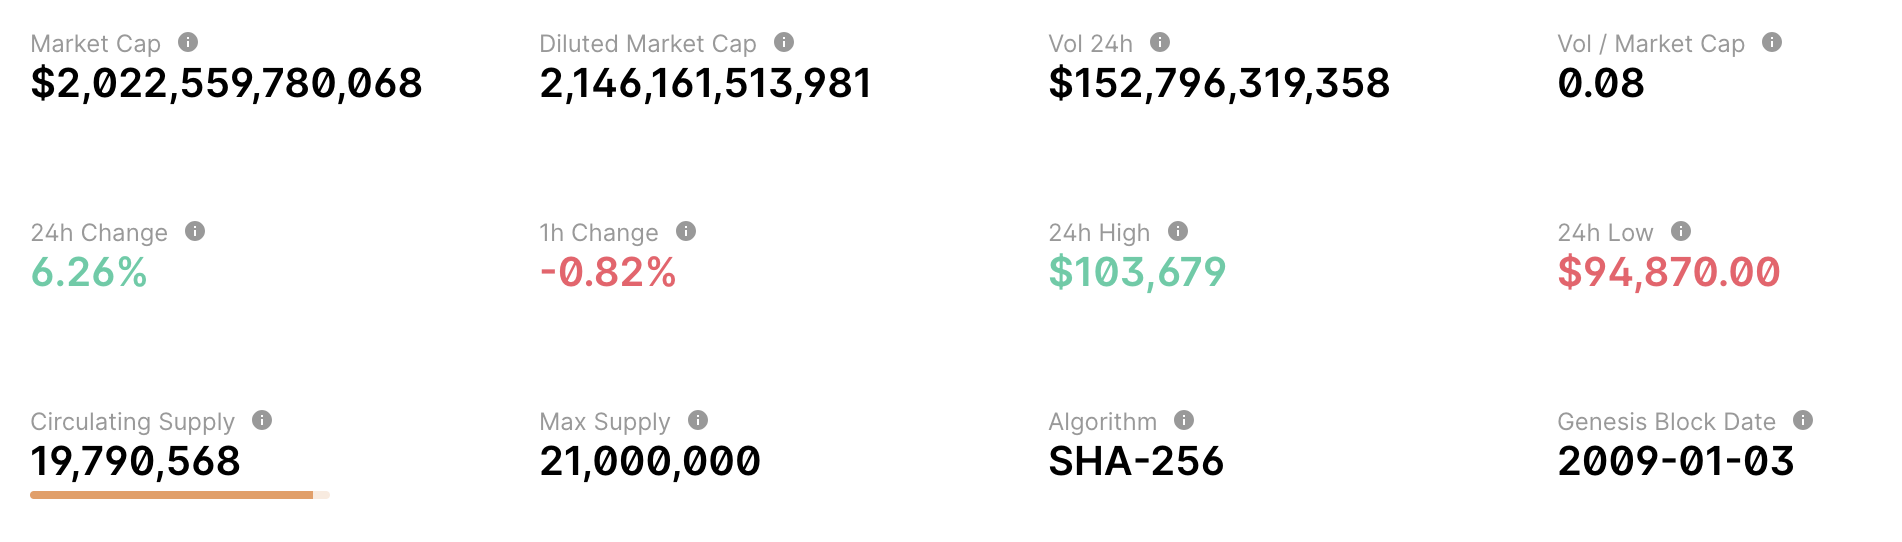 Market Cap
$2,022,559,780,068
Diluted Market Cap
2,146,161,513,981
Vol 24h
$152,796,319,358
Vol / Market Cap
0.08
24h Change
6.26%
1h Change
-0.82%
24h High
$103,679
24h Low
$94,870.00
Circulating Supply
19,790,568
Max Supply
21,000,000
Algorithm
SHA-256
Genesis Block Date
2009-01-03